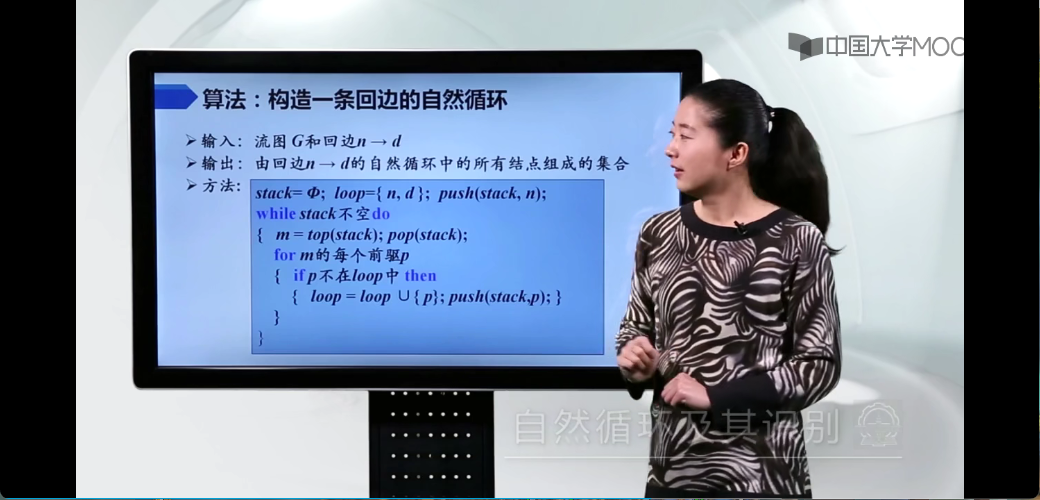 中国大学MOOC
算法：构造一条回边的自然循环
➢输入：流图 G和回边n → d
➢输出：由回边n → d的自然循环中的所有结点组成的集合
➢方法：
stack= Φ; loop={ n, d }; push(stack, n);
while stack不空do
{ m = top(stack); pop(stack);
for m的每个前驱p
{ if p不在loop中 then
{ loop = loop ∪{ p}; push(stack,p); }
}
}
自然循环及其识别